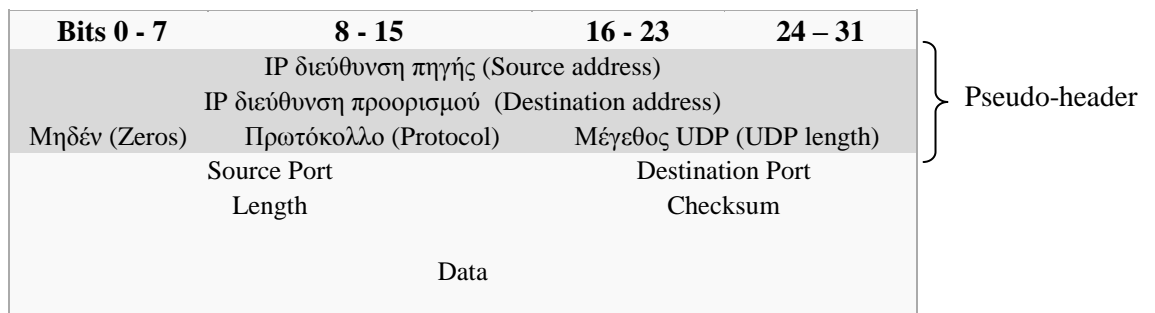 Bits 0 - 7 8 - 15 16 - 23 24 – 31
IP διεύθυνση πηγής (Source address)
IP διεύθυνση προορισμού (Destination address)
Pseudo-header
Μηδέν (Zeros) Πρωτόκολλο (Protocol) Μέγεθος UDP (UDP length)
Source Port Destination Port
Length Checksum
Data